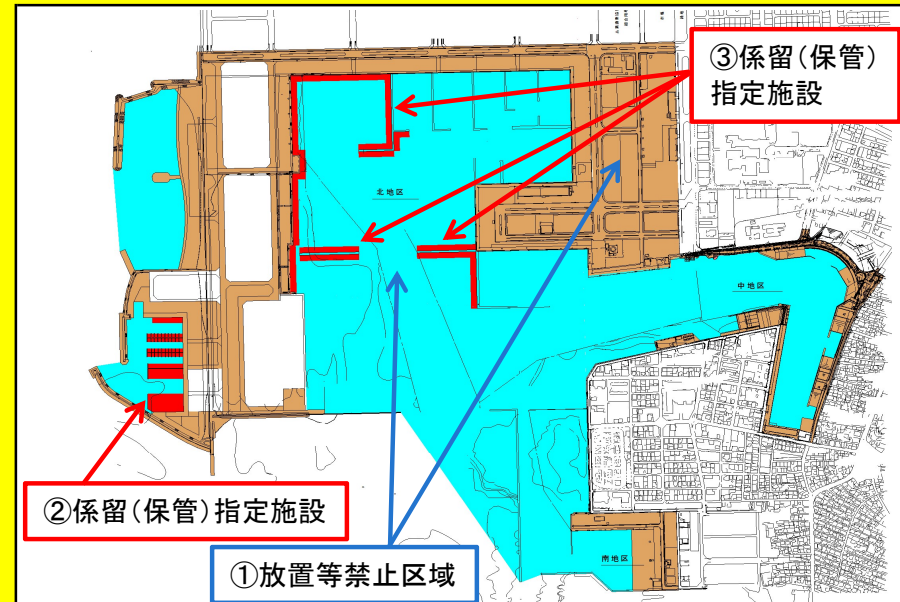 ③係留(保管)
指定施設
北地区
中地区
②係留(保管)指定施設
①放置等禁止区域
南地区